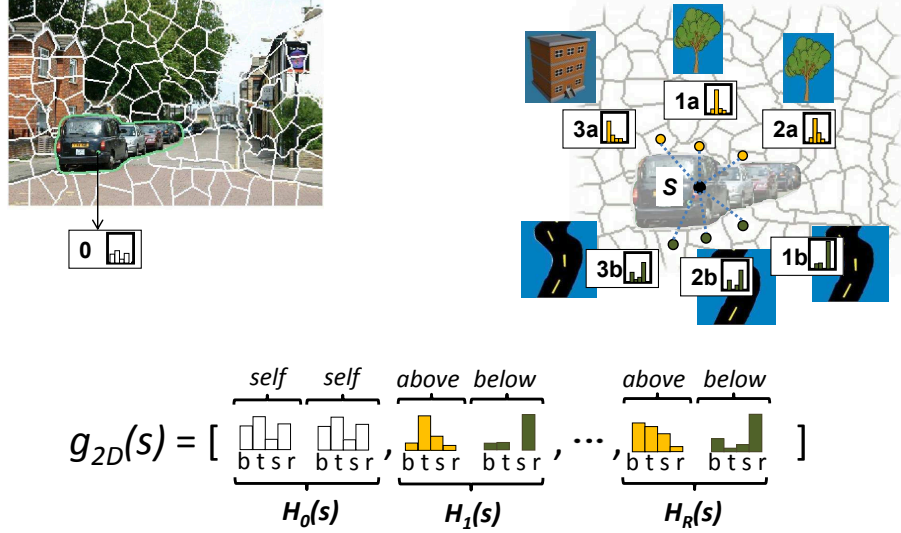 1a
3a
2a
S
0
3b
2b
1b
self self above below above below
g2D(s) = [ , , ··· , ]
b t s r b t s r b t s r b t s r b t s r b t s r
H0(s) H1(s) HR(s)